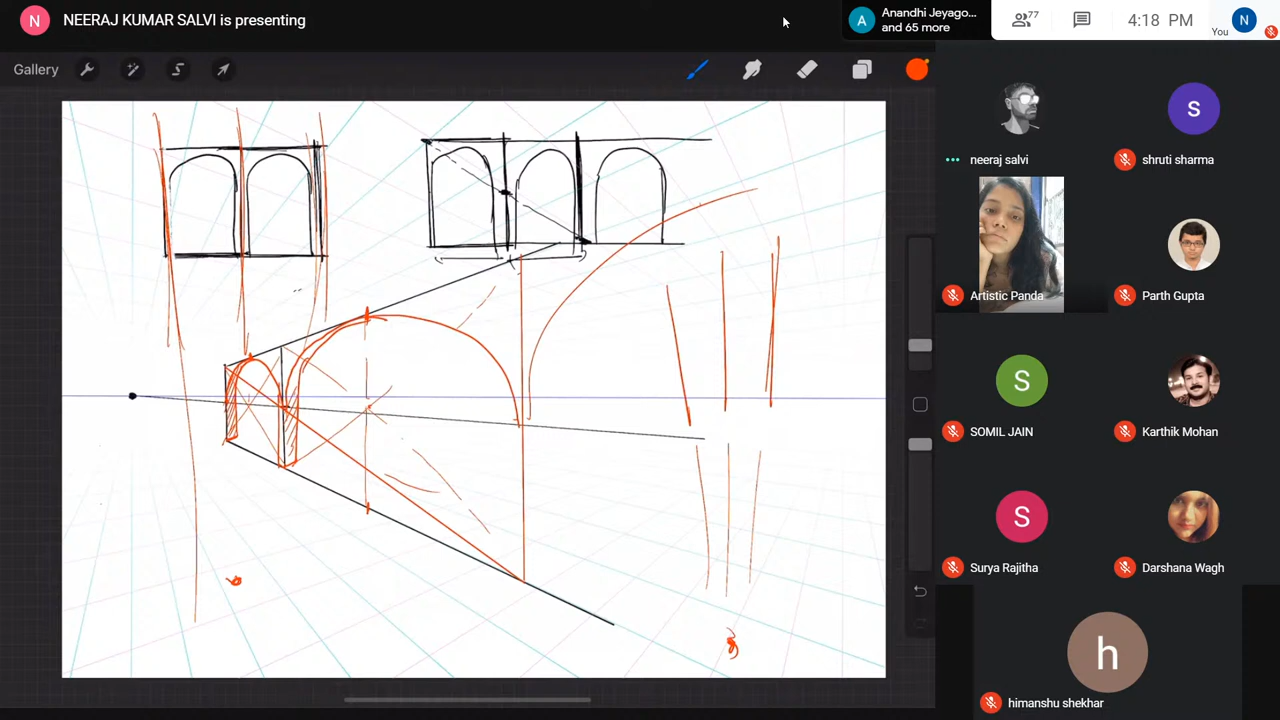 N
NEERAJ KUMAR SALVI is presenting
A
Anandhi Jeyago...
and 65 more
77
4:18 PM
You
N
Gallery
neeraj salvi
S
shruti sharma
Artistic Panda
Parth Gupta
S
SOMIL JAIN
Karthik Mohan
S
Surya Rajitha
Darshana Wagh
h
himanshu shekhar